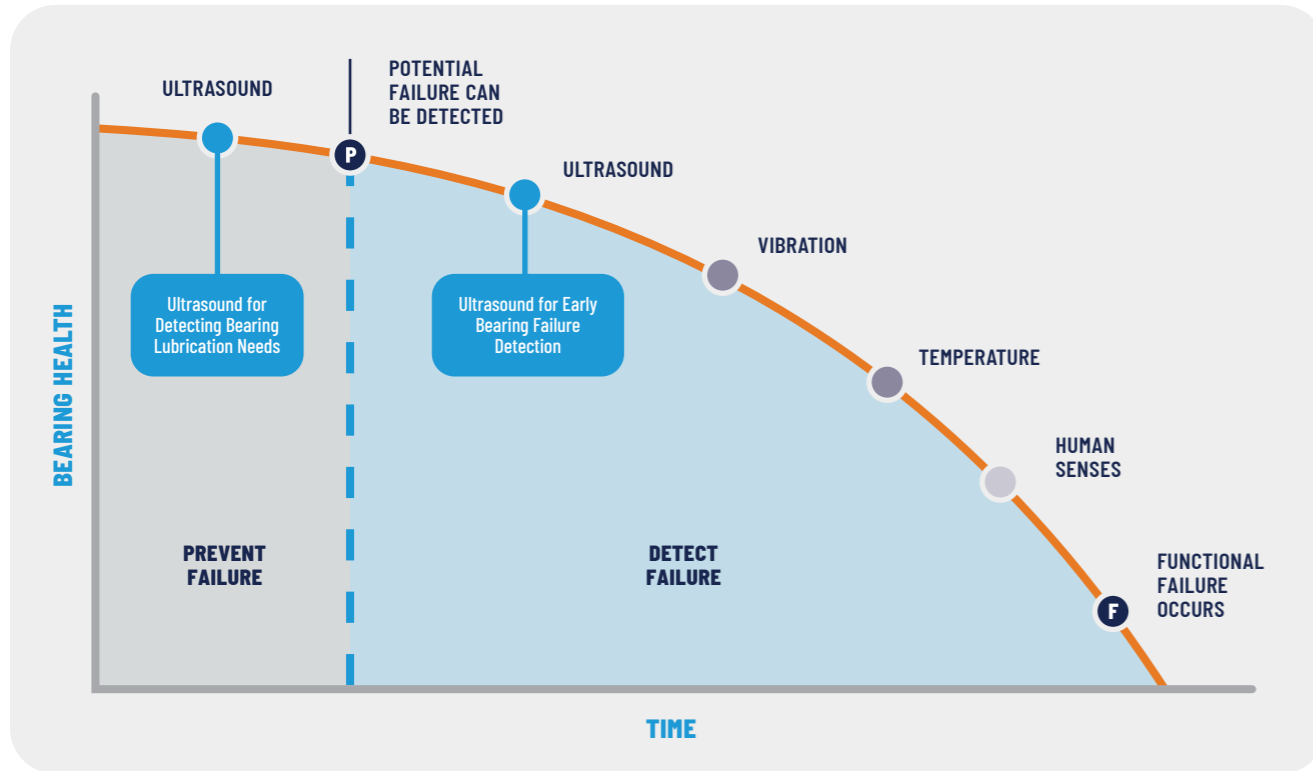 ULTRASOUND
POTENTIAL
FAILURE CAN
BE DETECTED
P
ULTRASOUND
VIBRATION
Ultrasound for
Detecting Bearing
Lubrication Needs
Ultrasound for Early
Bearing Failure
Detection
TEMPERATURE
BEARING HEALTH
HUMAN
SENSES
PREVENT
FAILURE
DETECT
FAILURE
FUNCTIONAL
FAILURE
OCCURS
F
TIME